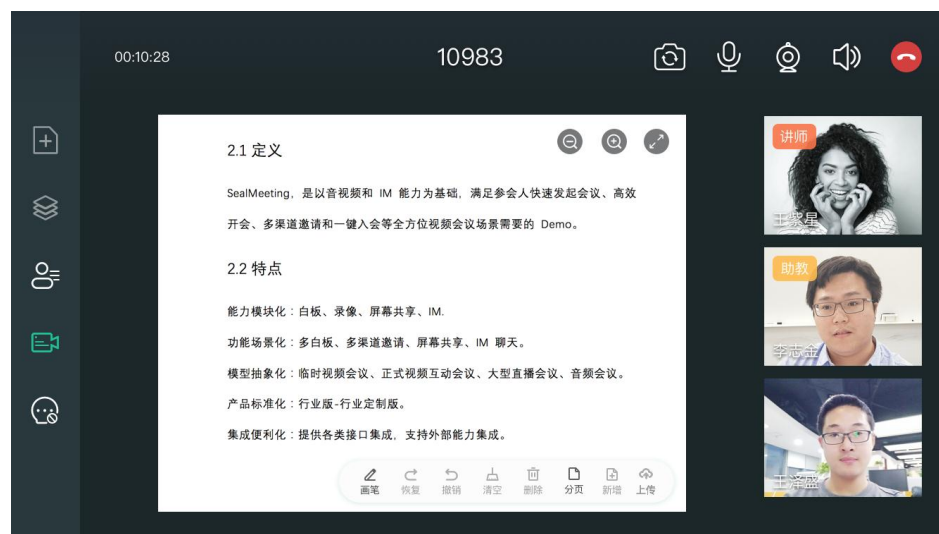 00:10:28
10983
2.1 定义
SealMeeting，是以音视频和 IM 能力为基础，满足参会人快速发起会议、高效
开会、多渠道邀请和一键入会等全方位视频会议场景需要的 Demo。
2.2 特点
能力模块化：白板、录像、屏幕共享、IM.
功能场景化：多白板、多渠道邀请、屏幕共享、IM 聊天。
模型抽象化：临时视频会议、正式视频互动会议、大型直播会议、音频会议。
产品标准化：行业版-行业定制版。
集成便利化：提供各类接口集成，支持外部能力集成。
画笔 恢复 撤销 清空 删除 分页 新增 上传
讲师
王紫星
助教
李志金
王泽盛